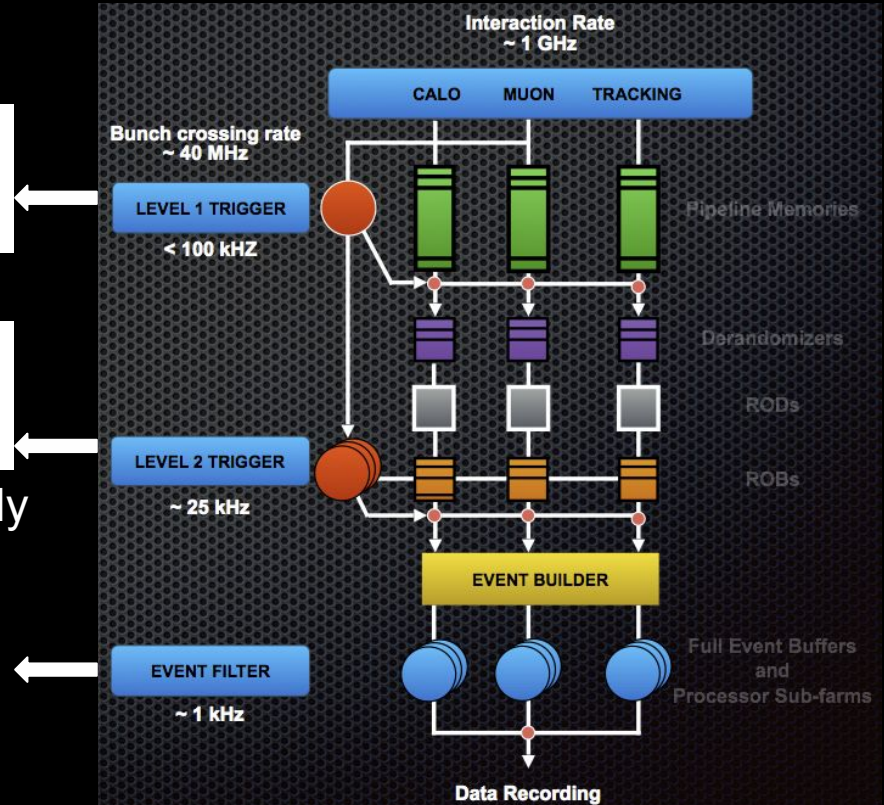 Interaction Rate
~ 1 GHz
CALO MUON TRACKING
Bunch crossing rate
~ 40 MHz
LEVEL 1 TRIGGER
< 100 kHZ
Pipeline Memories
Derandomizers
RODs
LEVEL 2 TRIGGER
ROBs
~ 25 kHz
EVENT BUILDER
Full Event Buffers
and
Processor Sub-farms
EVENT FILTER
~ 1 kHz
Data Recording